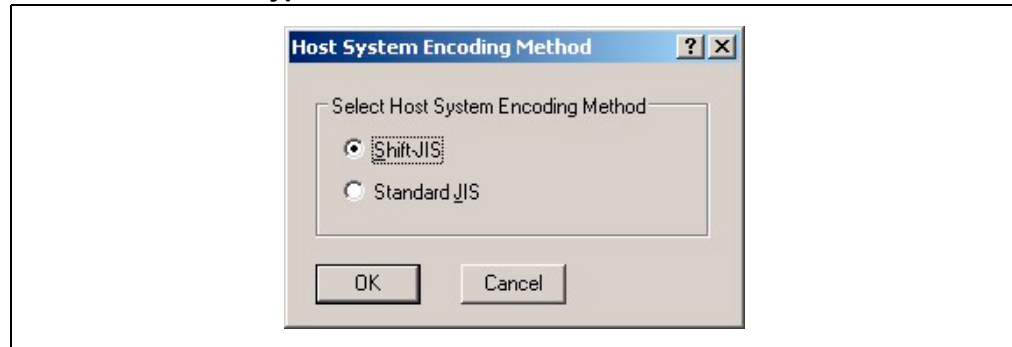 Host System Encoding Method
Select Host System Encoding Method
Shift-JIS
Standard JIS
OK
Cancel